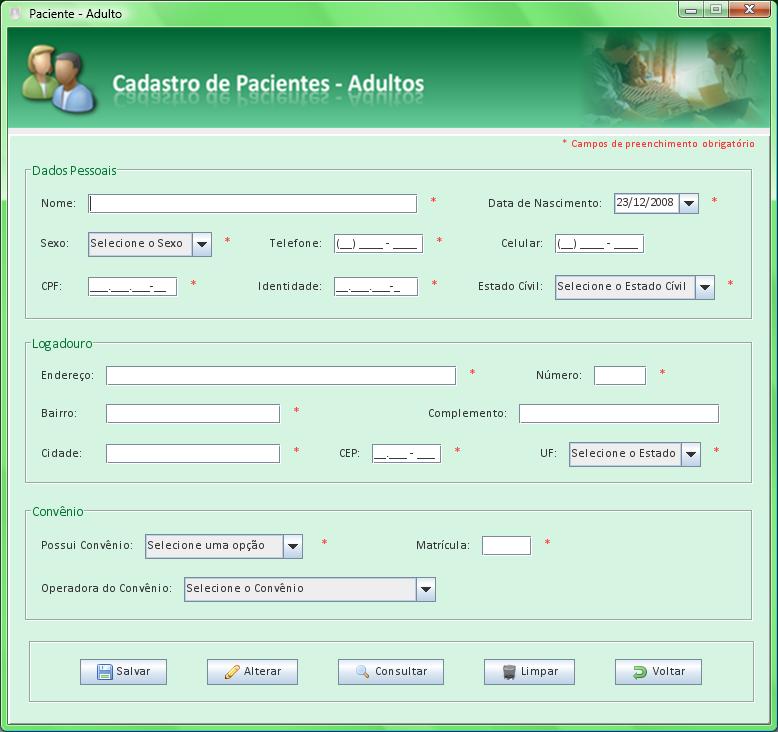 Paciente - Adulto
Cadastro de Pacientes - Adultos
* Campos de preenchimento obrigatório
Dados Pessoais
Nome: * Data de Nascimento: 23/12/2008 *
Sexo: Selecione o Sexo * Telefone: (__) ____ - ____ * Celular: (__) ____ - ____
CPF: ___.___.___-__ * Identidade: __.___.___-_ * Estado Cívil: Selecione o Estado Cívil *
Logadouro
Endereço: * Número: *
Bairro: * Complemento:
Cidade: * CEP: __.___ - ___ * UF: Selecione o Estado *
Convênio
Possui Convênio: Selecione uma opção * Matrícula: *
Operadora do Convênio: Selecione o Convênio
Salvar Alterar Consultar Limpar Voltar